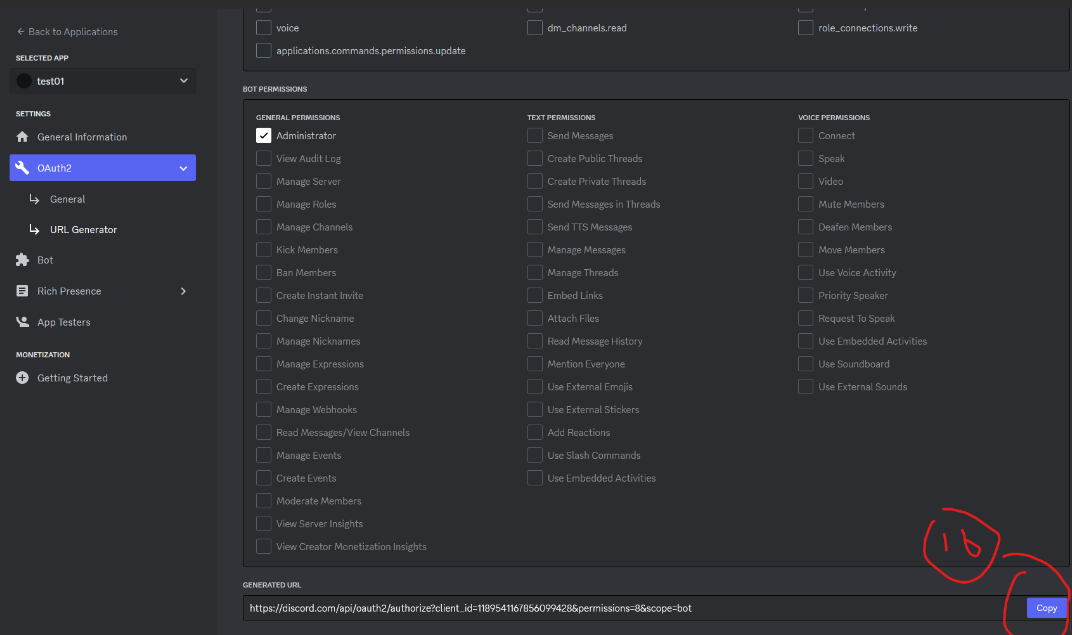 ← Back to Applications
SELECTED APP
test01
SETTINGS
General Information
OAuth2
General
URL Generator
Bot
Rich Presence
App Testers
MONETIZATION
Getting Started
voice
dm_channels.read
role_connections.write
applications.commands.permissions.update
BOT PERMISSIONS
GENERAL PERMISSIONS
Administrator
View Audit Log
Manage Server
Manage Roles
Manage Channels
Kick Members
Ban Members
Create Instant Invite
Change Nickname
Manage Nicknames
Manage Expressions
Create Expressions
Manage Webhooks
Read Messages/View Channels
Manage Events
Create Events
Moderate Members
View Server Insights
View Creator Monetization Insights
TEXT PERMISSIONS
Send Messages
Create Public Threads
Create Private Threads
Send Messages in Threads
Send TTS Messages
Manage Messages
Manage Threads
Embed Links
Attach Files
Read Message History
Mention Everyone
Use External Emojis
Use External Stickers
Add Reactions
Use Slash Commands
Use Embedded Activities
VOICE PERMISSIONS
Connect
Speak
Video
Mute Members
Deafen Members
Move Members
Use Voice Activity
Priority Speaker
Request To Speak
Use Embedded Activities
Use Soundboard
Use External Sounds
16
GENERATED URL
https://discord.com/api/oauth2/authorize?client_id=1189541167856099428&permissions=8&scope=bot
Copy